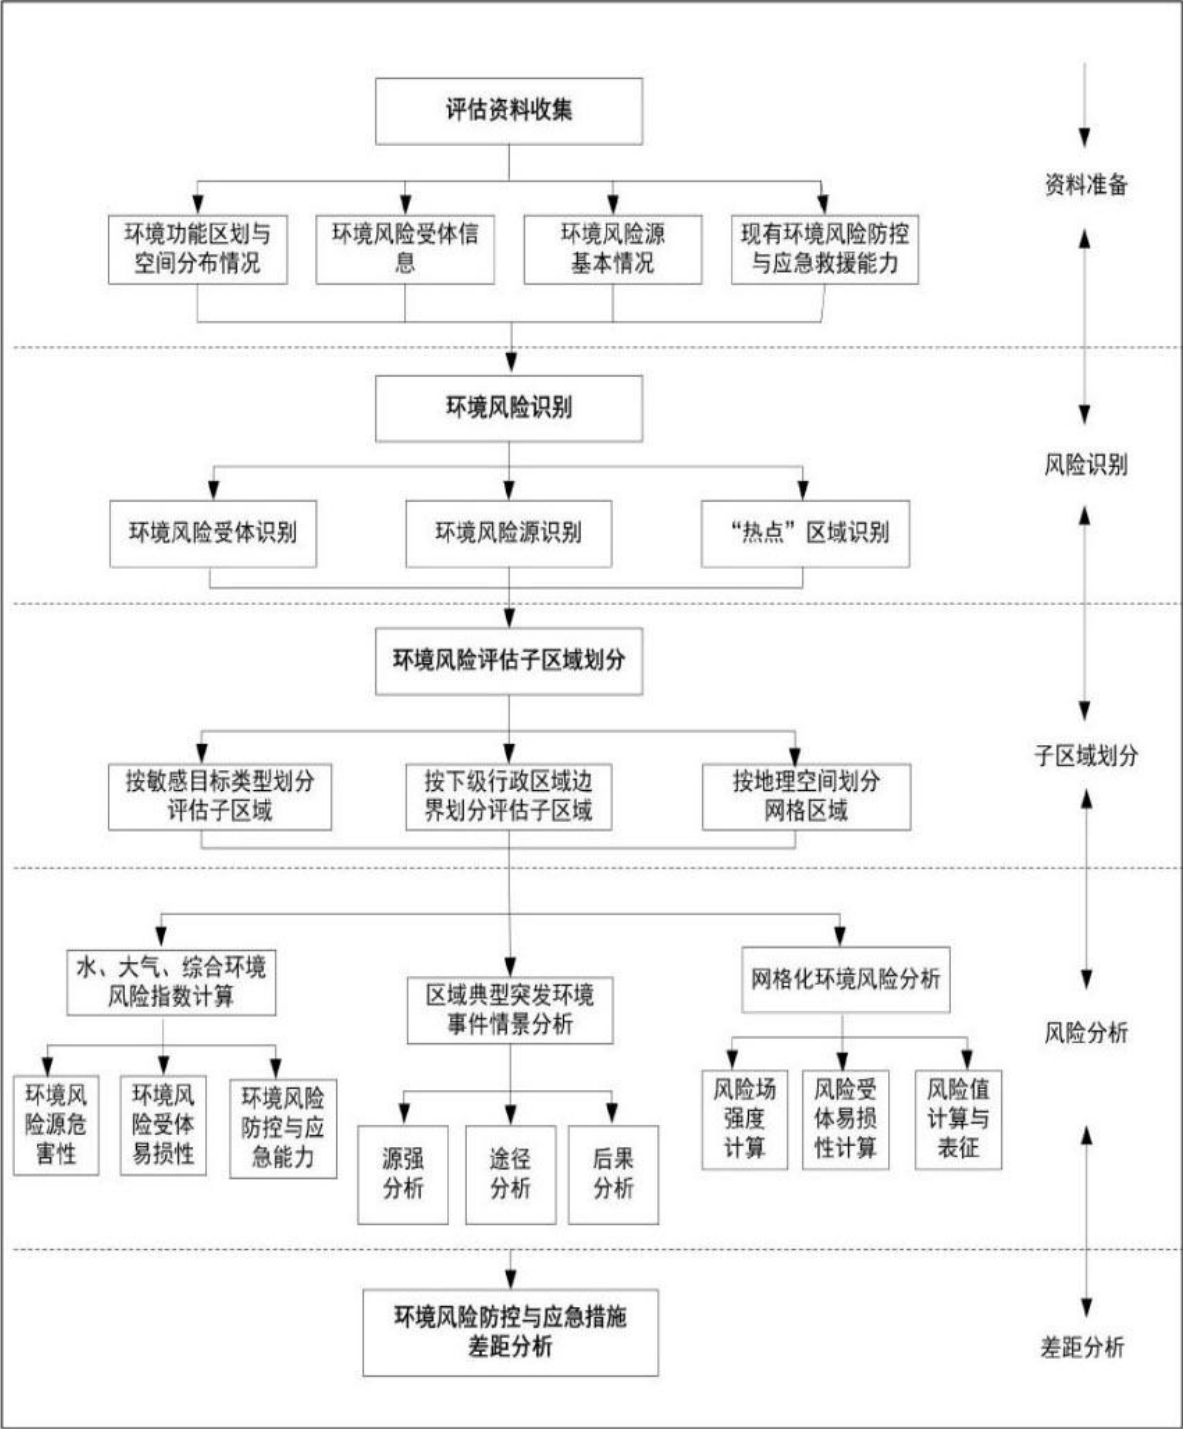 评估资料收集
资料准备
环境功能区划与
空间分布情况
环境风险受体信
息
环境风险源
基本情况
现有环境风险防控
与应急救援能力
环境风险识别
风险识别
环境风险受体识别
环境风险源识别
“热点”区域识别
环境风险评估子区域划分
子区域划分
按敏感目标类型划分
评估子区域
按下级行政区域边
界划分评估子区域
按地理空间划分
网格区域
水、大气、综合环境
风险指数计算
区域典型突发环境
事件情景分析
网格化环境风险分析
风险分析
环境风
险源危
害性
环境风
险受体
易损性
环境风险
防控与应
急能力
源强
分析
途径
分析
后果
分析
风险场
强度
计算
风险受
体易损
性计算
风险值
计算与
表征
环境风险防控与应急措施
差距分析
差距分析